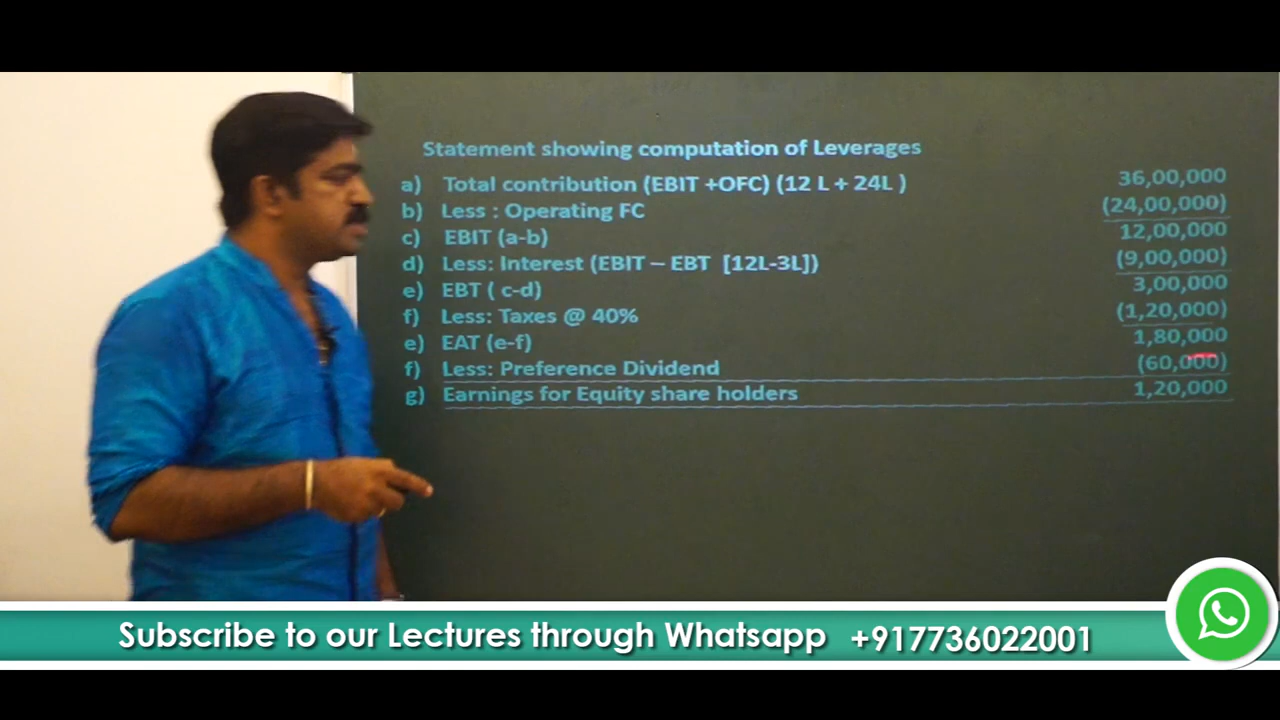 Statement showing computation of Leverages
a) Total contribution (EBIT +OFC) (12 L + 24L ) 36,00,000
b) Less : Operating FC (24,00,000)
c) EBIT (a-b) 12,00,000
d) Less: Interest (EBIT – EBT [12L-3L]) (9,00,000)
e) EBT ( c-d) 3,00,000
f) Less: Taxes @ 40% (1,20,000)
e) EAT (e-f) 1,80,000
f) Less: Preference Dividend (60,000)
g) Earnings for Equity share holders 1,20,000
Subscribe to our Lectures through Whatsapp +917736022001